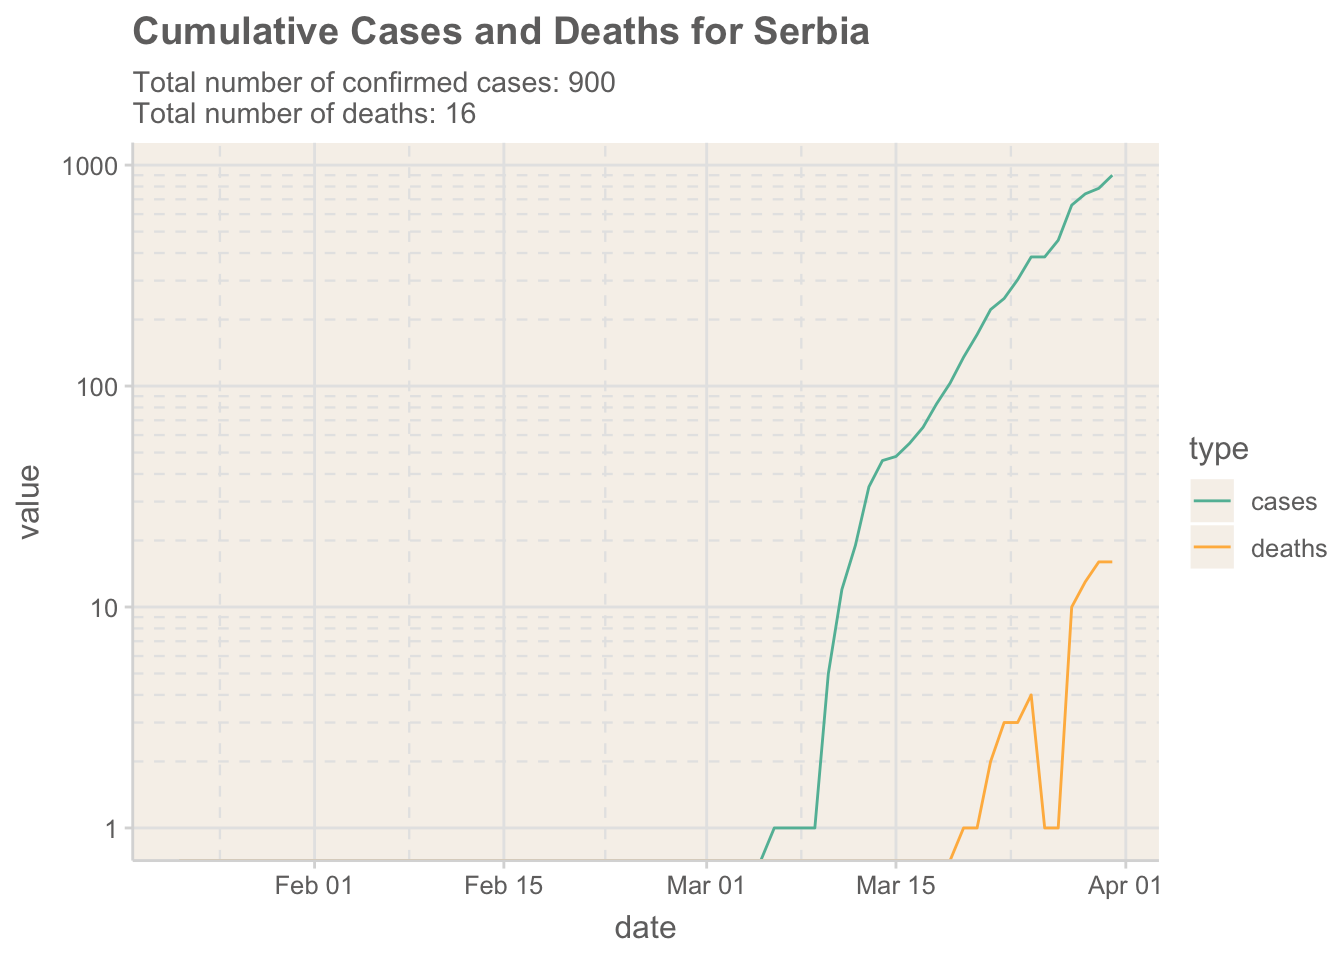 Cumulative Cases and Deaths for Serbia
Total number of confirmed cases: 900
Total number of deaths: 16
1000
100
10
1
value
Feb 01
Feb 15
Mar 01
Mar 15
Apr 01
date
type
cases
deaths